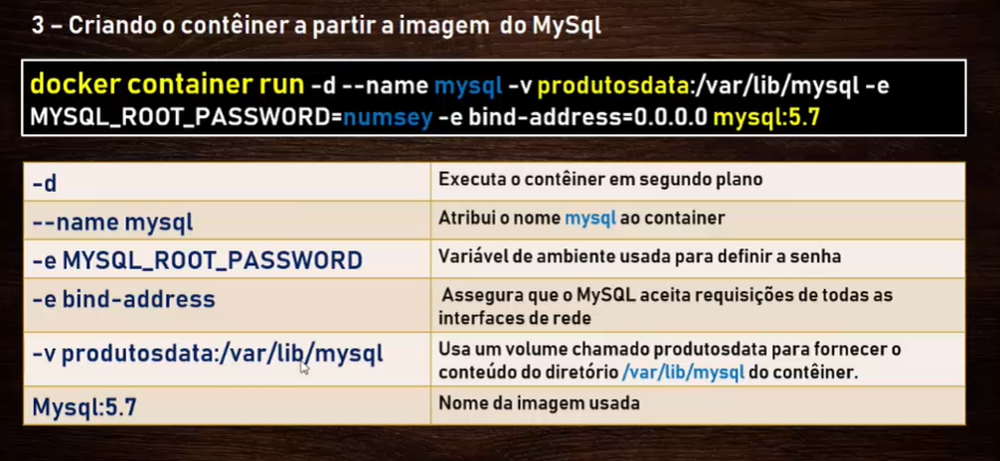 3 – Criando o contêiner a partir a imagem do MySql
docker container run -d --name mysql -v produtosdata:/var/lib/mysql -e
MYSQL_ROOT_PASSWORD=numsey -e bind-address=0.0.0.0 mysql:5.7
-d
Executa o contêiner em segundo plano
--name mysql
Atribui o nome mysql ao container
-e MYSQL_ROOT_PASSWORD
Variável de ambiente usada para definir a senha
-e bind-address
Assegura que o MySQL aceita requisições de todas as
interfaces de rede
-v produtosdata:/var/lib/mysql
Usa um volume chamado produtosdata para fornecer o
conteúdo do diretório /var/lib/mysql do contêiner.
Mysql:5.7
Nome da imagem usada